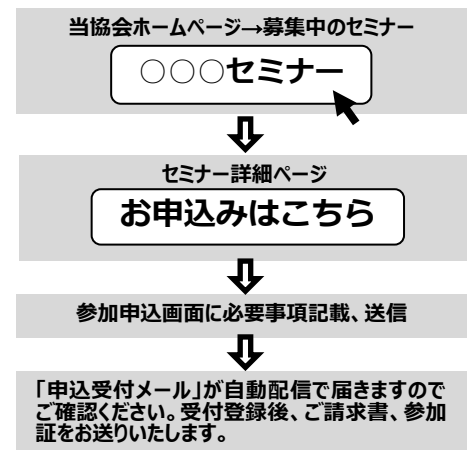 当協会ホームページ→募集中のセミナー
○○○セミナー
セミナー詳細ページ
お申込みはこちら
参加申込画面に必要事項記載、送信
「申込受付メール」が自動配信で届きますので
ご確認ください。受付登録後、ご請求書、参加
証をお送りいたします。